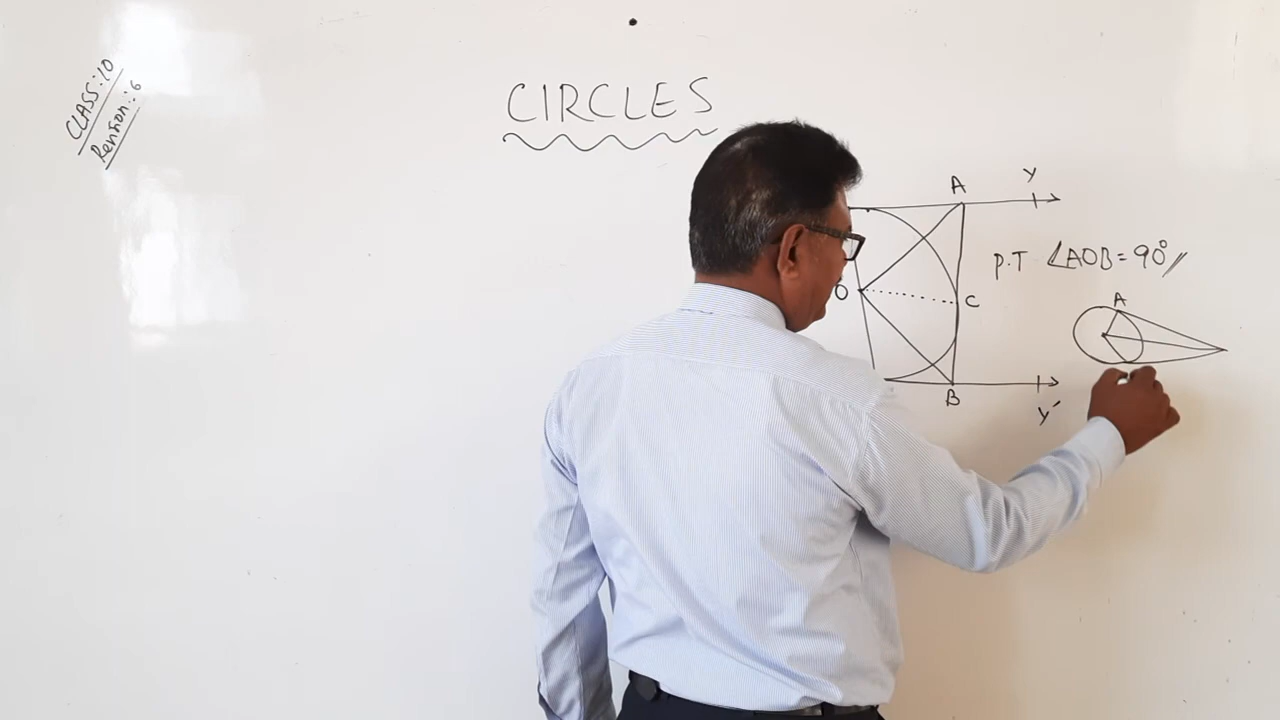 CLASS:10
Revision:6
CIRCLES
A
Y
P.T ∠AOB=90°//
O
C
A
B
Y'